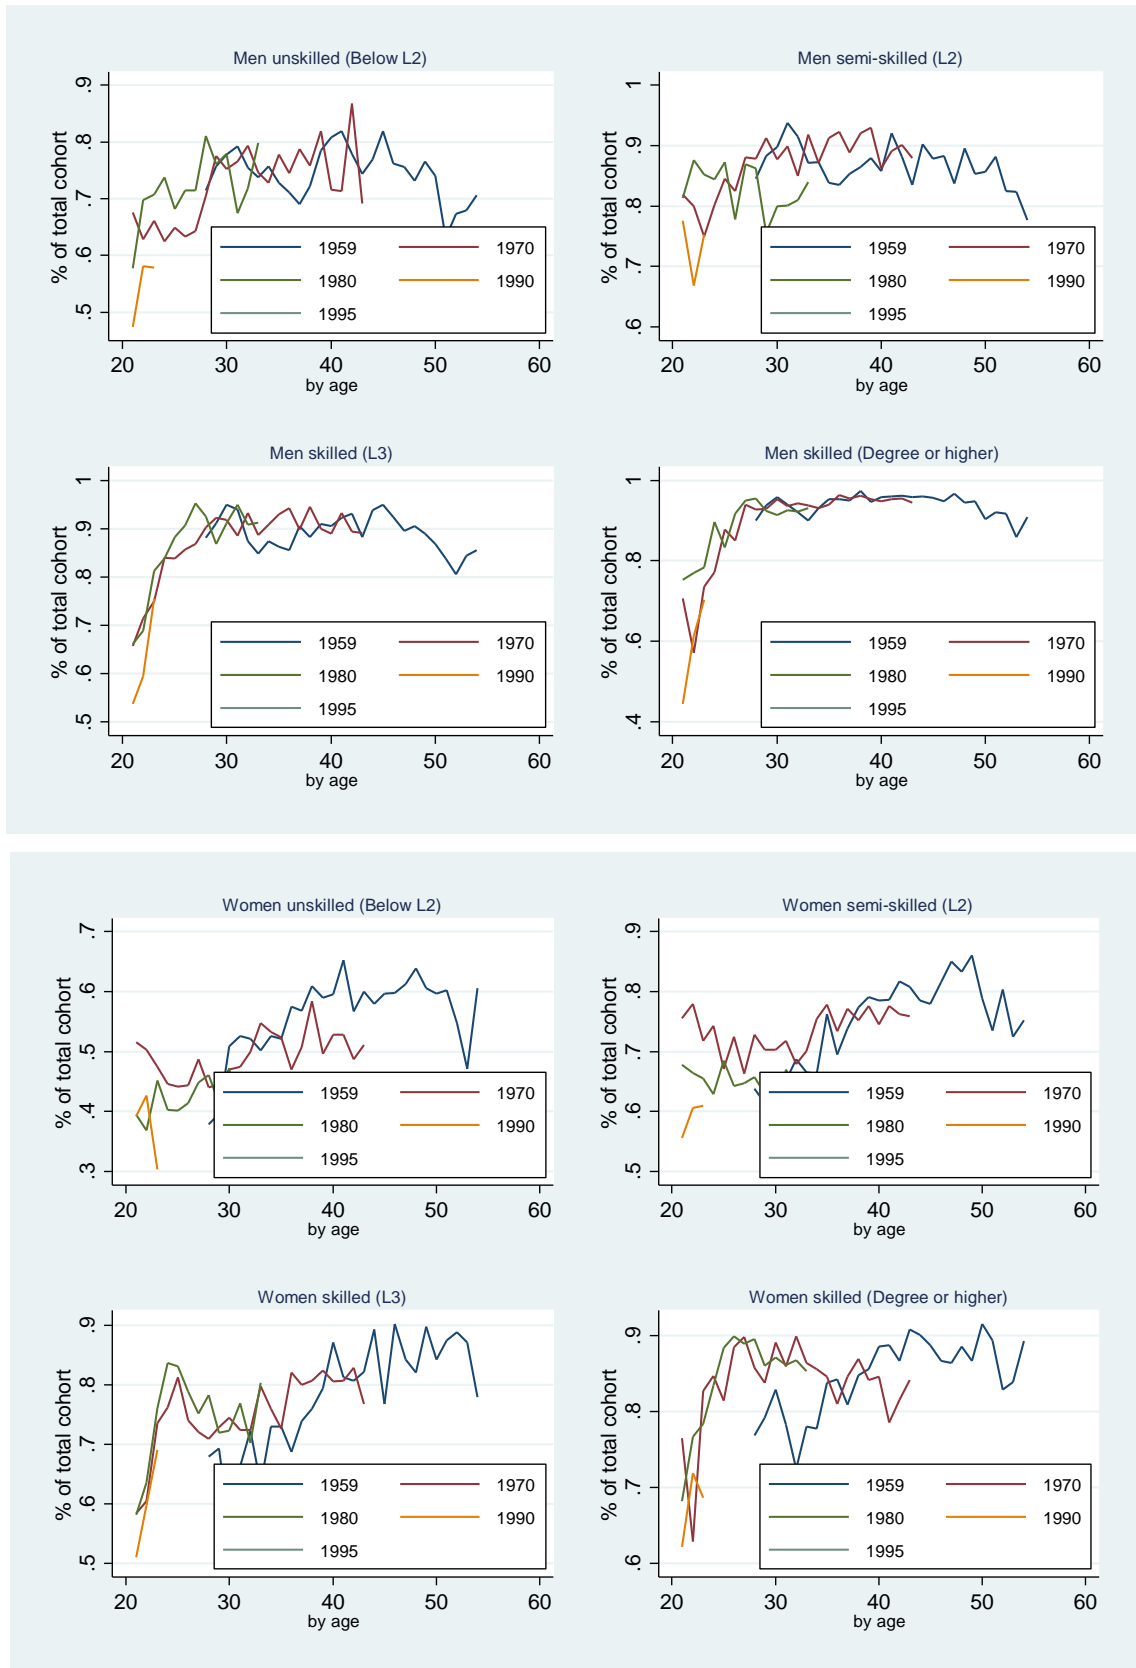 Men unskilled (Below L2)
% of total cohort
.9
.8
.7
.6
.5
1959 1970
1980 1990
1995
20 30 40 50 60
by age
Men semi-skilled (L2)
% of total cohort
1
.9
.8
.7
.6
1959 1970
1980 1990
1995
20 30 40 50 60
by age
Men skilled (L3)
% of total cohort
1
.9
.8
.7
.6
.5
1959 1970
1980 1990
1995
20 30 40 50 60
by age
Men skilled (Degree or higher)
% of total cohort
1
.8
.6
.4
1959 1970
1980 1990
1995
20 30 40 50 60
by age
Women unskilled (Below L2)
% of total cohort
.7
.6
.5
.4
.3
1959 1970
1980 1990
1995
20 30 40 50 60
by age
Women semi-skilled (L2)
% of total cohort
.9
.8
.7
.6
.5
1959 1970
1980 1990
1995
20 30 40 50 60
by age
Women skilled (L3)
% of total cohort
.9
.8
.7
.6
.5
1959 1970
1980 1990
1995
20 30 40 50 60
by age
Women skilled (Degree or higher)
% of total cohort
.9
.8
.7
.6
1959 1970
1980 1990
1995
20 30 40 50 60
by age